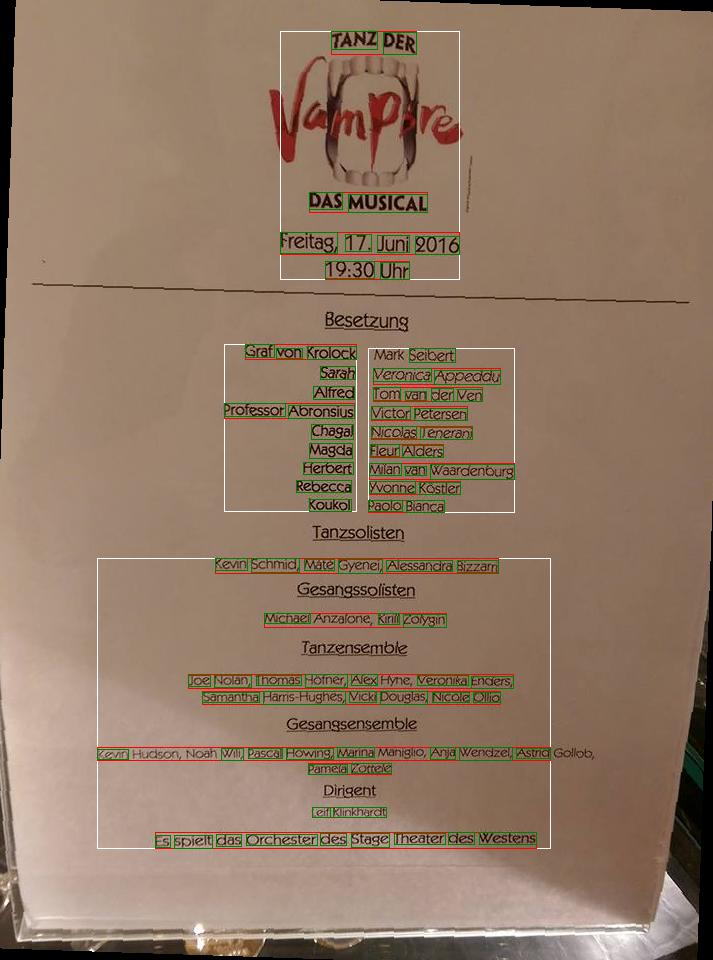 TANZ DER
Vampire
DAS MUSICAL
Freitag, 17. Juni 2016
19:30 Uhr
Besetzung
Graf von Krolock Mark Seibert
Sarah Veronica Appeddu
Alfred Tom van der Ven
Professor Abronsius Victor Petersen
Chagal Nicolas Tenerani
Magda Fleur Alders
Herbert Milan van Waardenburg
Rebecca Yvonne Köstler
Koukol Paolo Bianca
Tanzsolisten
Kevin Schmid, Máté Gyenei, Alessandra Bizzarri
Gesangssolisten
Michael Anzalone, Kirill Zolygin
Tanzensemble
Joe Nolan, Thomas Höfner, Alex Hyne, Veronika Enders,
Samantha Harris-Hughes, Vicki Douglas, Nicole Ollio
Gesangsensemble
Kevin Hudson, Noah Wili, Pascal Höwing, Marina Maniglio, Anja Wendzel, Astrid Gollob,
Pamela Zottele
Dirigent
Leif Klinkhardt
Es spielt das Orchester des Stage Theater des Westens